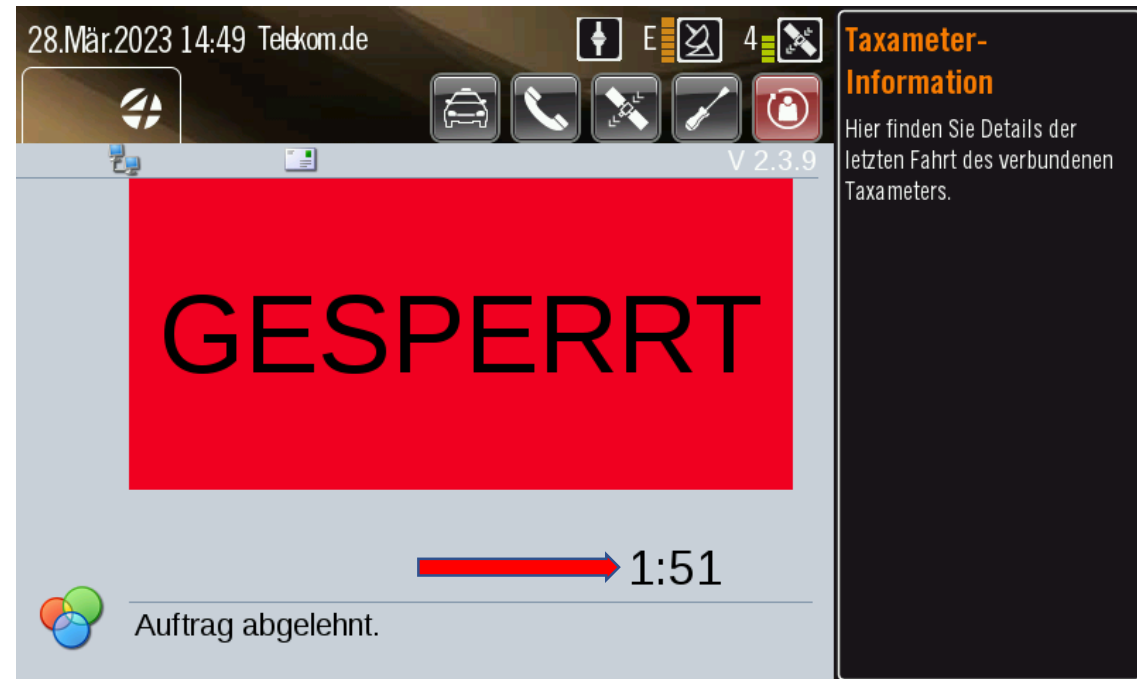 28.Mär.2023 14:49 Telekom.de
E
4
V 2.3.9
GESPERRT
1:51
Auftrag abgelehnt.
Taxameter-
Information
Hier finden Sie Details der
letzten Fahrt des verbundenen
Taxameters.